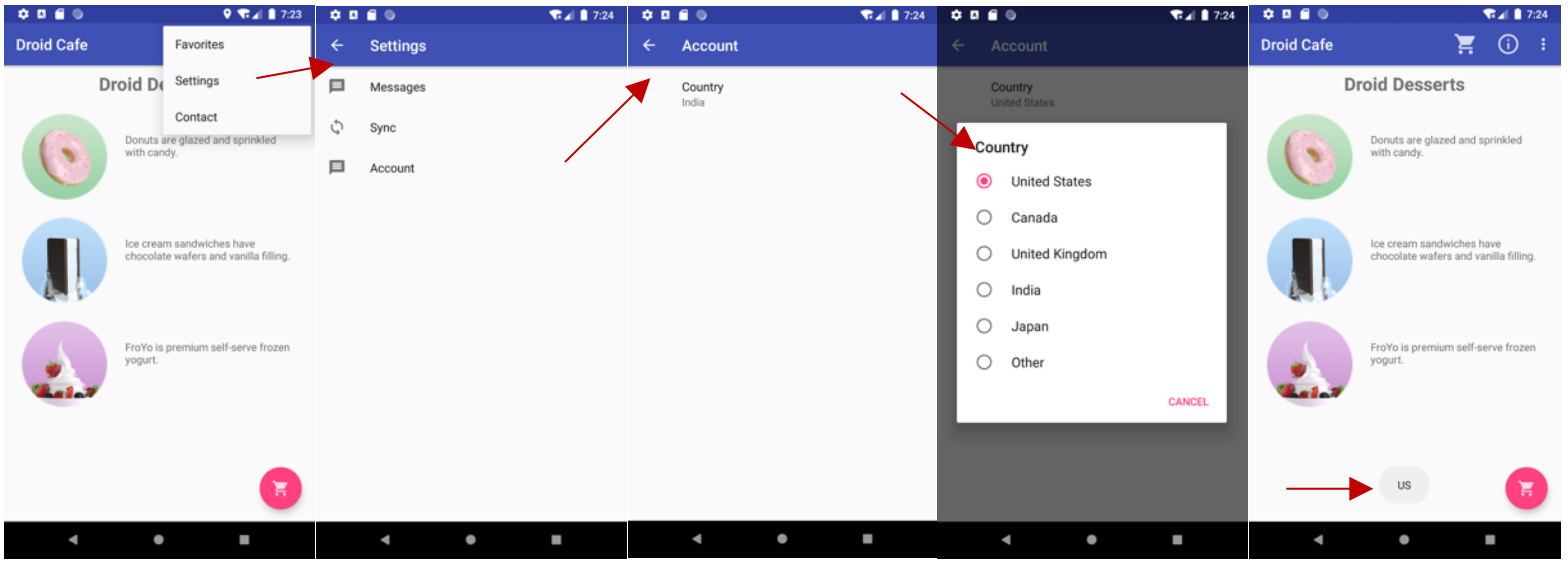 7:23
Droid Cafe
Favorites
Settings
Contact
Droid De
Donuts are glazed and sprinkled
with candy.
Ice cream sandwiches have
chocolate wafers and vanilla filling.
FroYo is premium self-serve frozen
yogurt.
7:24
Settings
Messages
Sync
Account
7:24
Account
Country
India
7:24
Account
Country
United States
Country
United States
Canada
United Kingdom
India
Japan
Other
CANCEL
7:24
Droid Cafe
Droid Desserts
Donuts are glazed and sprinkled
with candy.
Ice cream sandwiches have
chocolate wafers and vanilla filling.
FroYo is premium self-serve frozen
yogurt.
US